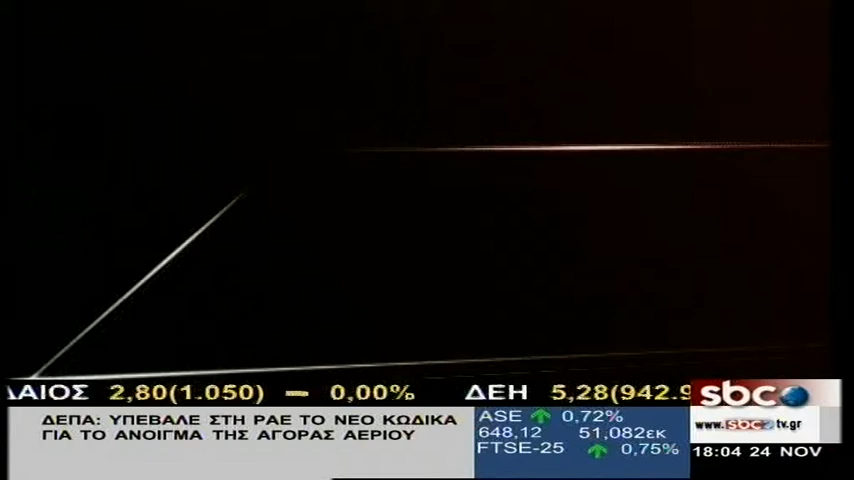 ΛΑΙΟΣ 2,80(1.050) 0,00% ΔΕΗ 5,28(942.9
sbc
ΔΕΠΑ: ΥΠΕΒΑΛΕ ΣΤΗ ΡΑΕ ΤΟ ΝΕΟ ΚΩΔΙΚΑ
ΓΙΑ ΤΟ ΑΝΟΙΓΜΑ ΤΗΣ ΑΓΟΡΑΣ ΑΕΡΙΟΥ
ASE 0,72%
648,12 51,082εκ
FTSE-25 0,75%
www.sbctv.gr
18:04 24 NOV